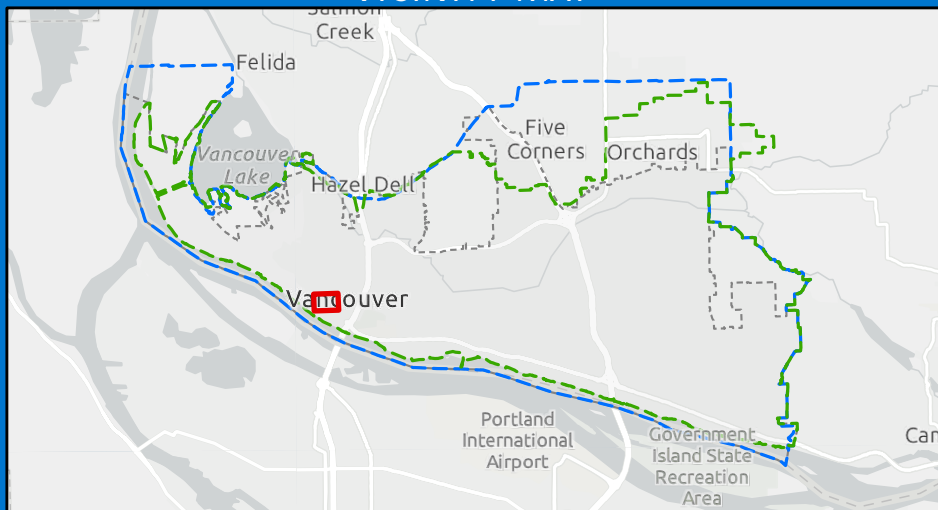 Salmon
Creek
Felida
Five
Corners
Orchards
Vancouver
Lake
Hazel Dell
Vancouver
Portland
International
Airport
Government
Island State
Recreation
Area